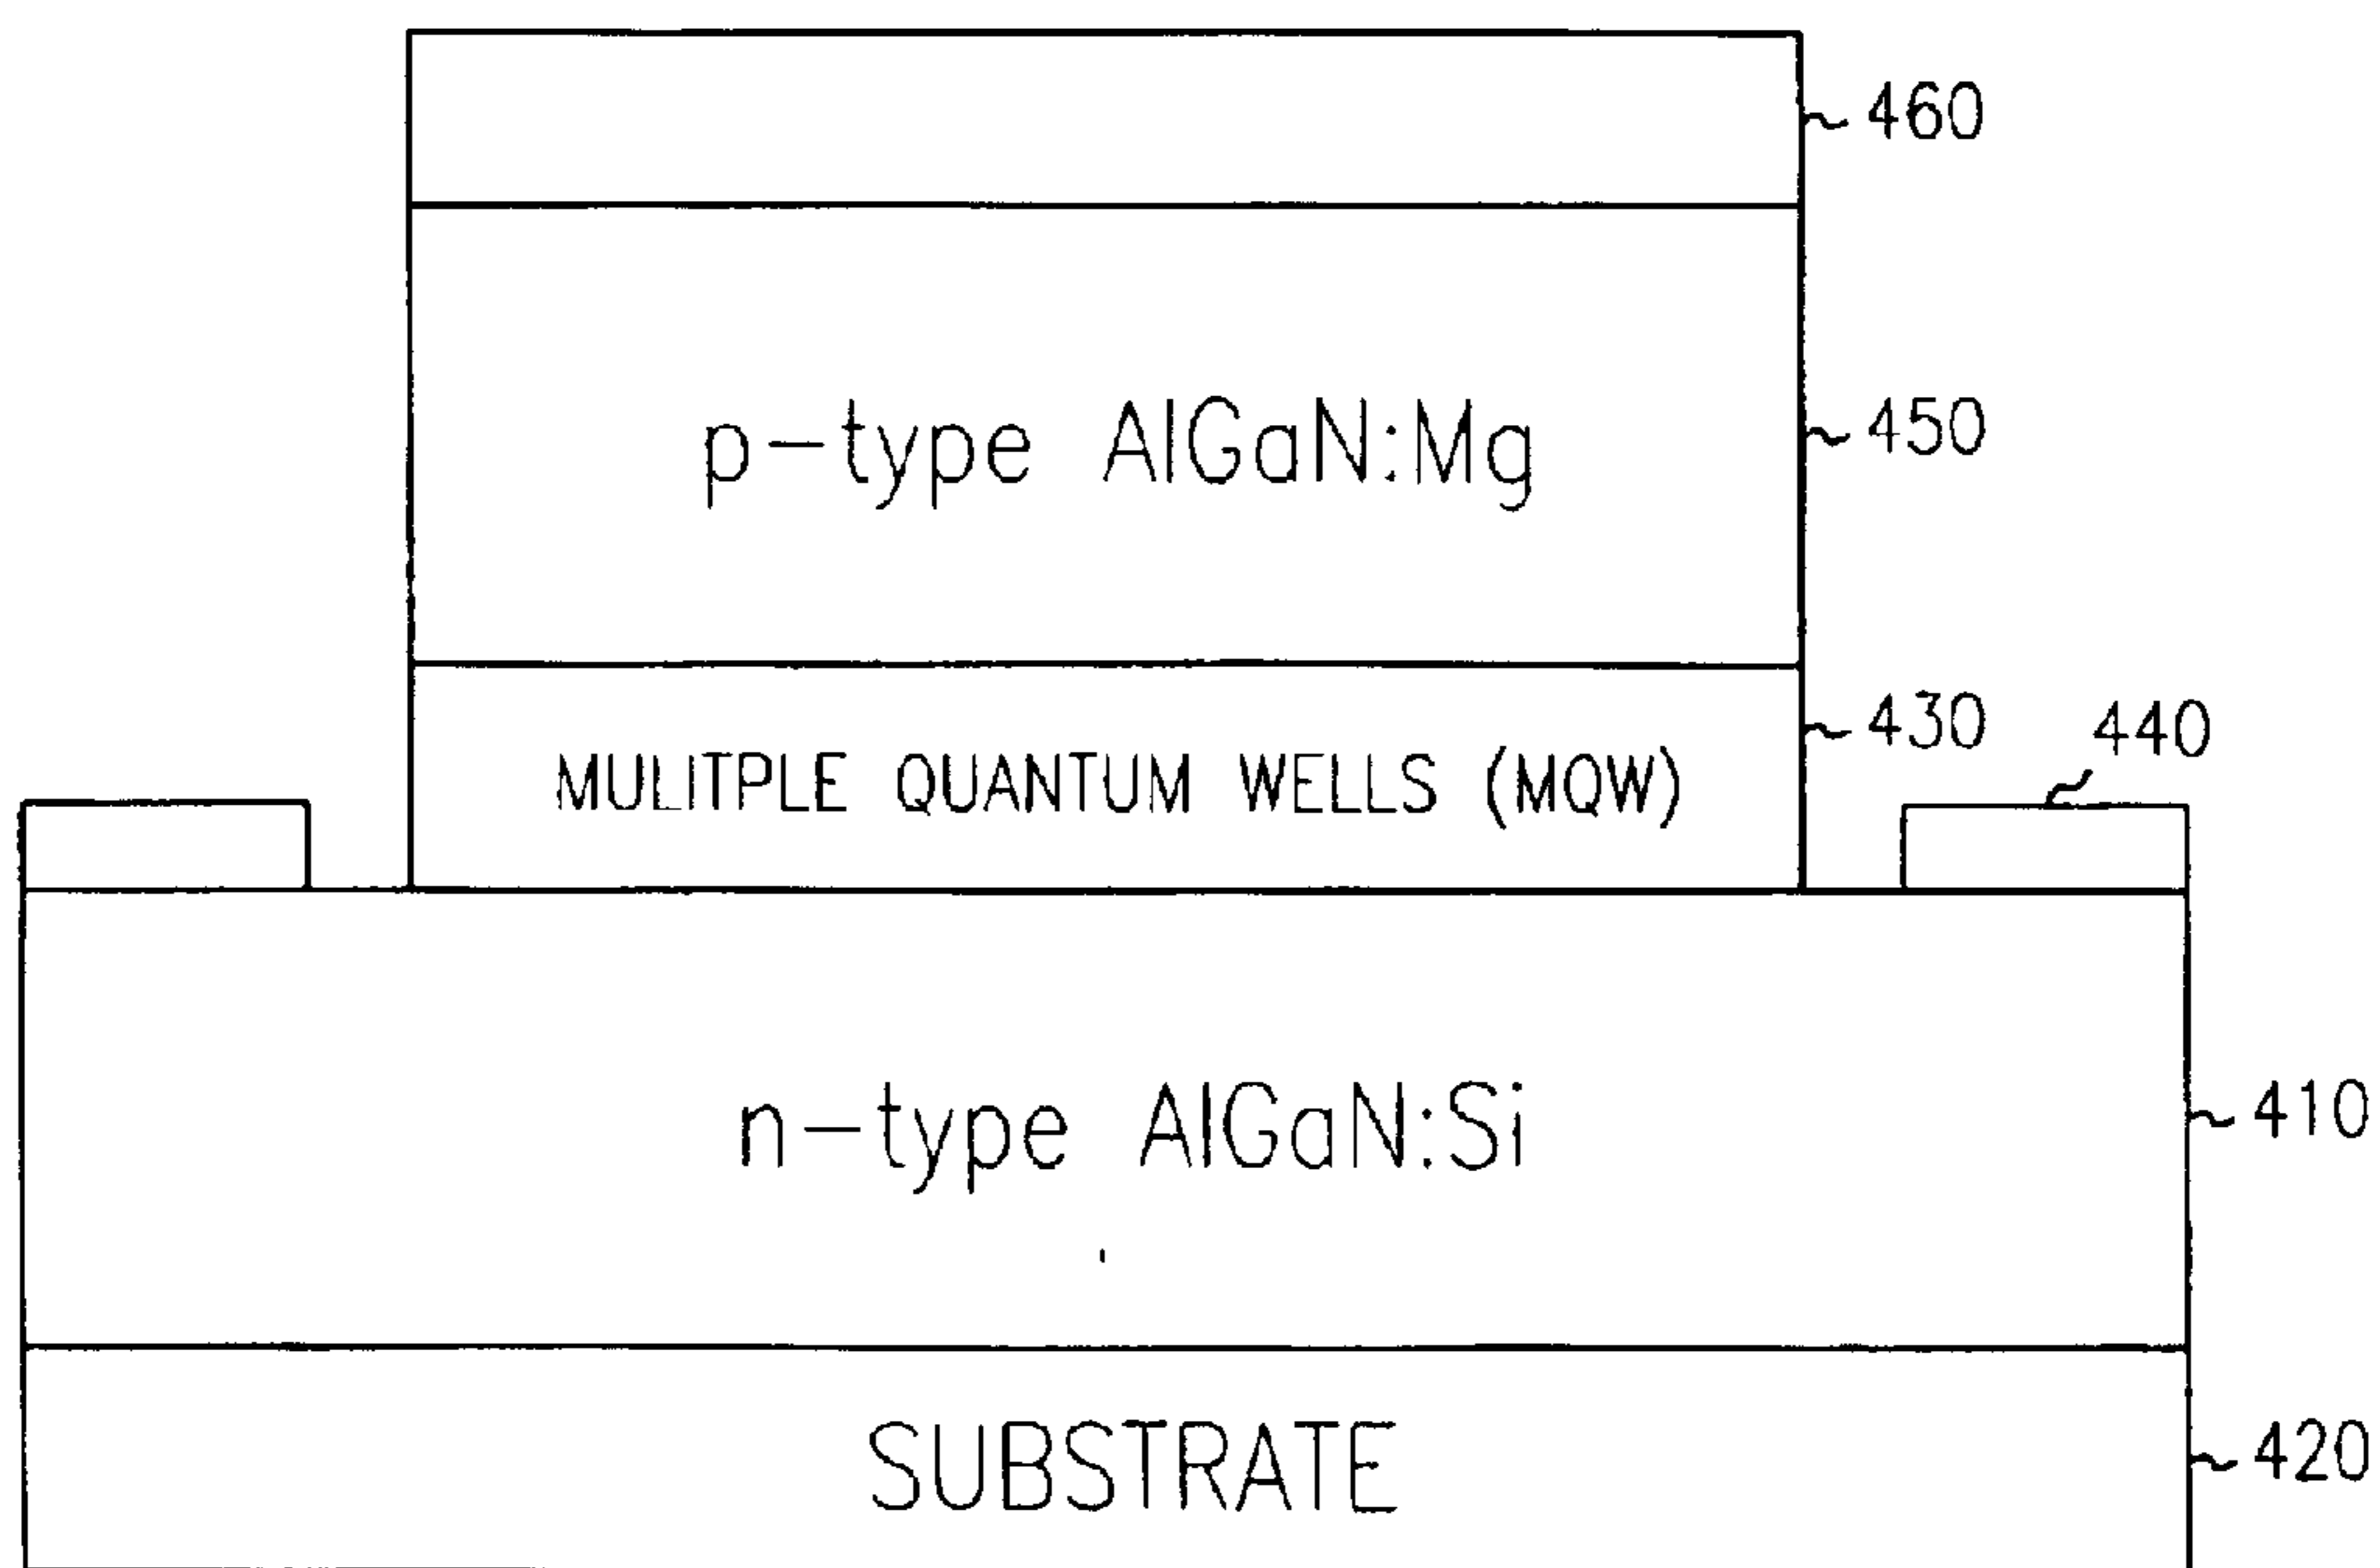 460
p-type AlGaN:Mg
450
430
440
MULITPLE QUANTUM WELLS (MQW)
n-type AlGaN:Si
410
SUBSTRATE
420